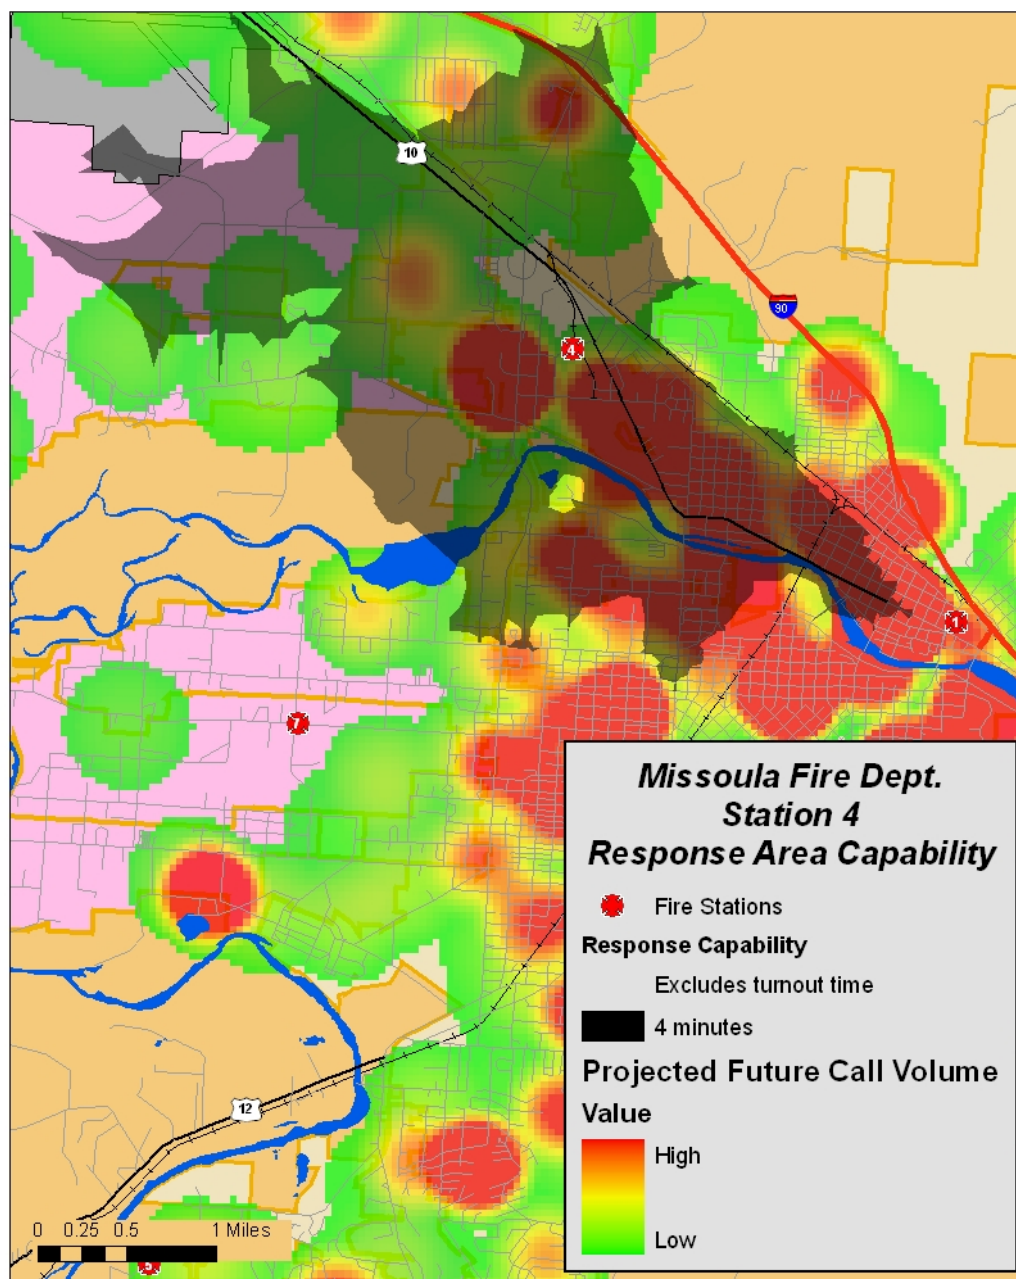 10
90
4
1
7
Missoula Fire Dept.
Station 4
Response Area Capability
Fire Stations
Response Capability
Excludes turnout time
4 minutes
Projected Future Call Volume
Value
High
Low
12
0 0.25 0.5 1 Miles
5